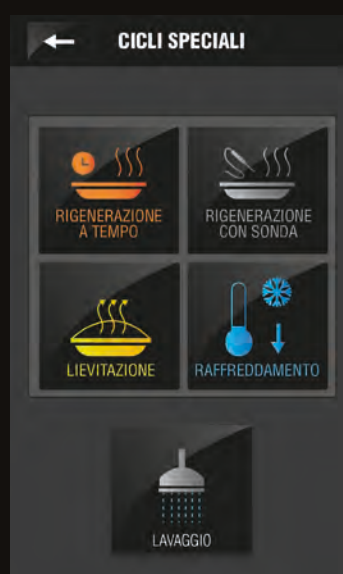 CICLI SPECIALI
RIGENERAZIONE
A TEMPO
RIGENERAZIONE
CON SONDA
LIEVITAZIONE
RAFFREDDAMENTO
LAVAGGIO